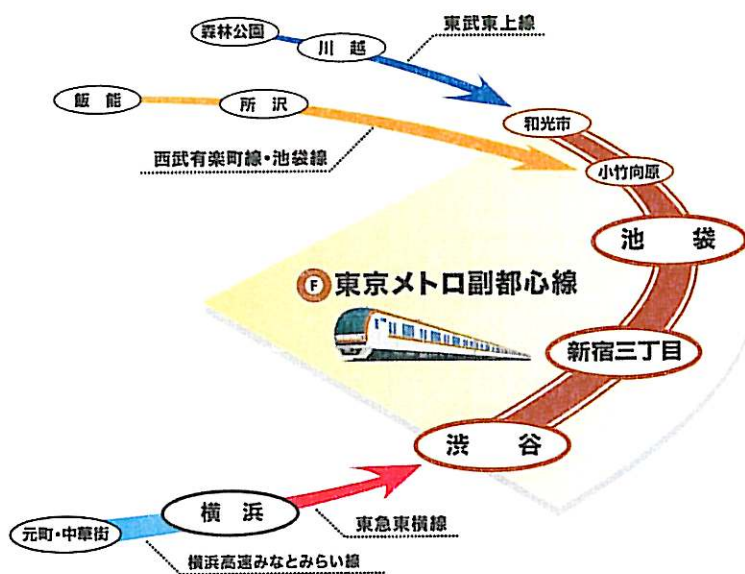 森林公園
川越
東武東上線
飯能
所沢
和光市
西武有楽町線・池袋線
小竹向原
池袋
F 東京メトロ副都心線
新宿三丁目
渋谷
横浜
東急東横線
元町・中華街
横浜高速みなとみらい線